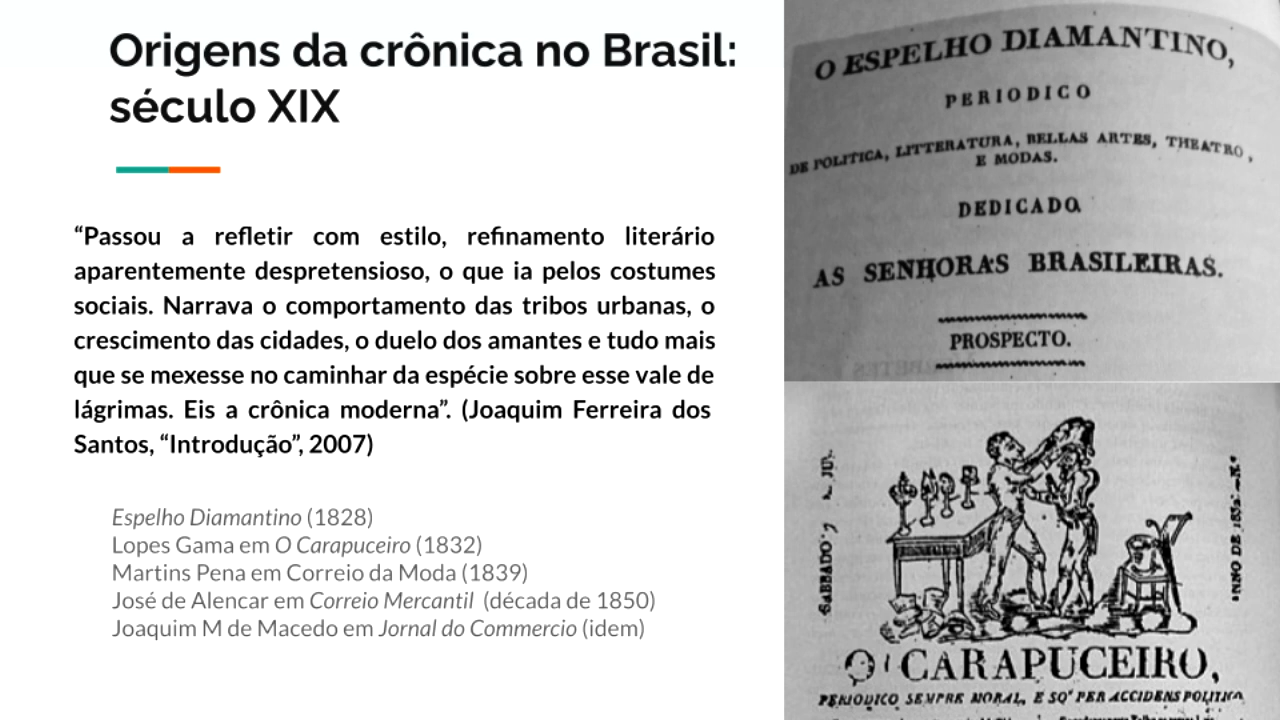 Origens da crônica no Brasil:
século XIX
“Passou a refletir com estilo, refinamento literário
aparentemente despretensioso, o que ia pelos costumes
sociais. Narrava o comportamento das tribos urbanas, o
crescimento das cidades, o duelo dos amantes e tudo mais
que se mexesse no caminhar da espécie sobre esse vale de
lágrimas. Eis a crônica moderna”. (Joaquim Ferreira dos
Santos, “Introdução”, 2007)
Espelho Diamantino (1828)
Lopes Gama em O Carapuceiro (1832)
Martins Pena em Correio da Moda (1839)
José de Alencar em Correio Mercantil (década de 1850)
Joaquim M de Macedo em Jornal do Commercio (idem)
O ESPELHO DIAMANTINO,
PERIODICO
DE POLITICA, LITTERATURA, BELLAS ARTES, THEATRO,
E MODAS.
DEDICADO
AS SENHORAS BRASILEIRAS.
PROSPECTO.
SABBADO 7
ANNO DE 1832
O CARAPUCEIRO,
PERIODICO SEMPRE MORAL, E SO' PER ACCIDENS POLITICO